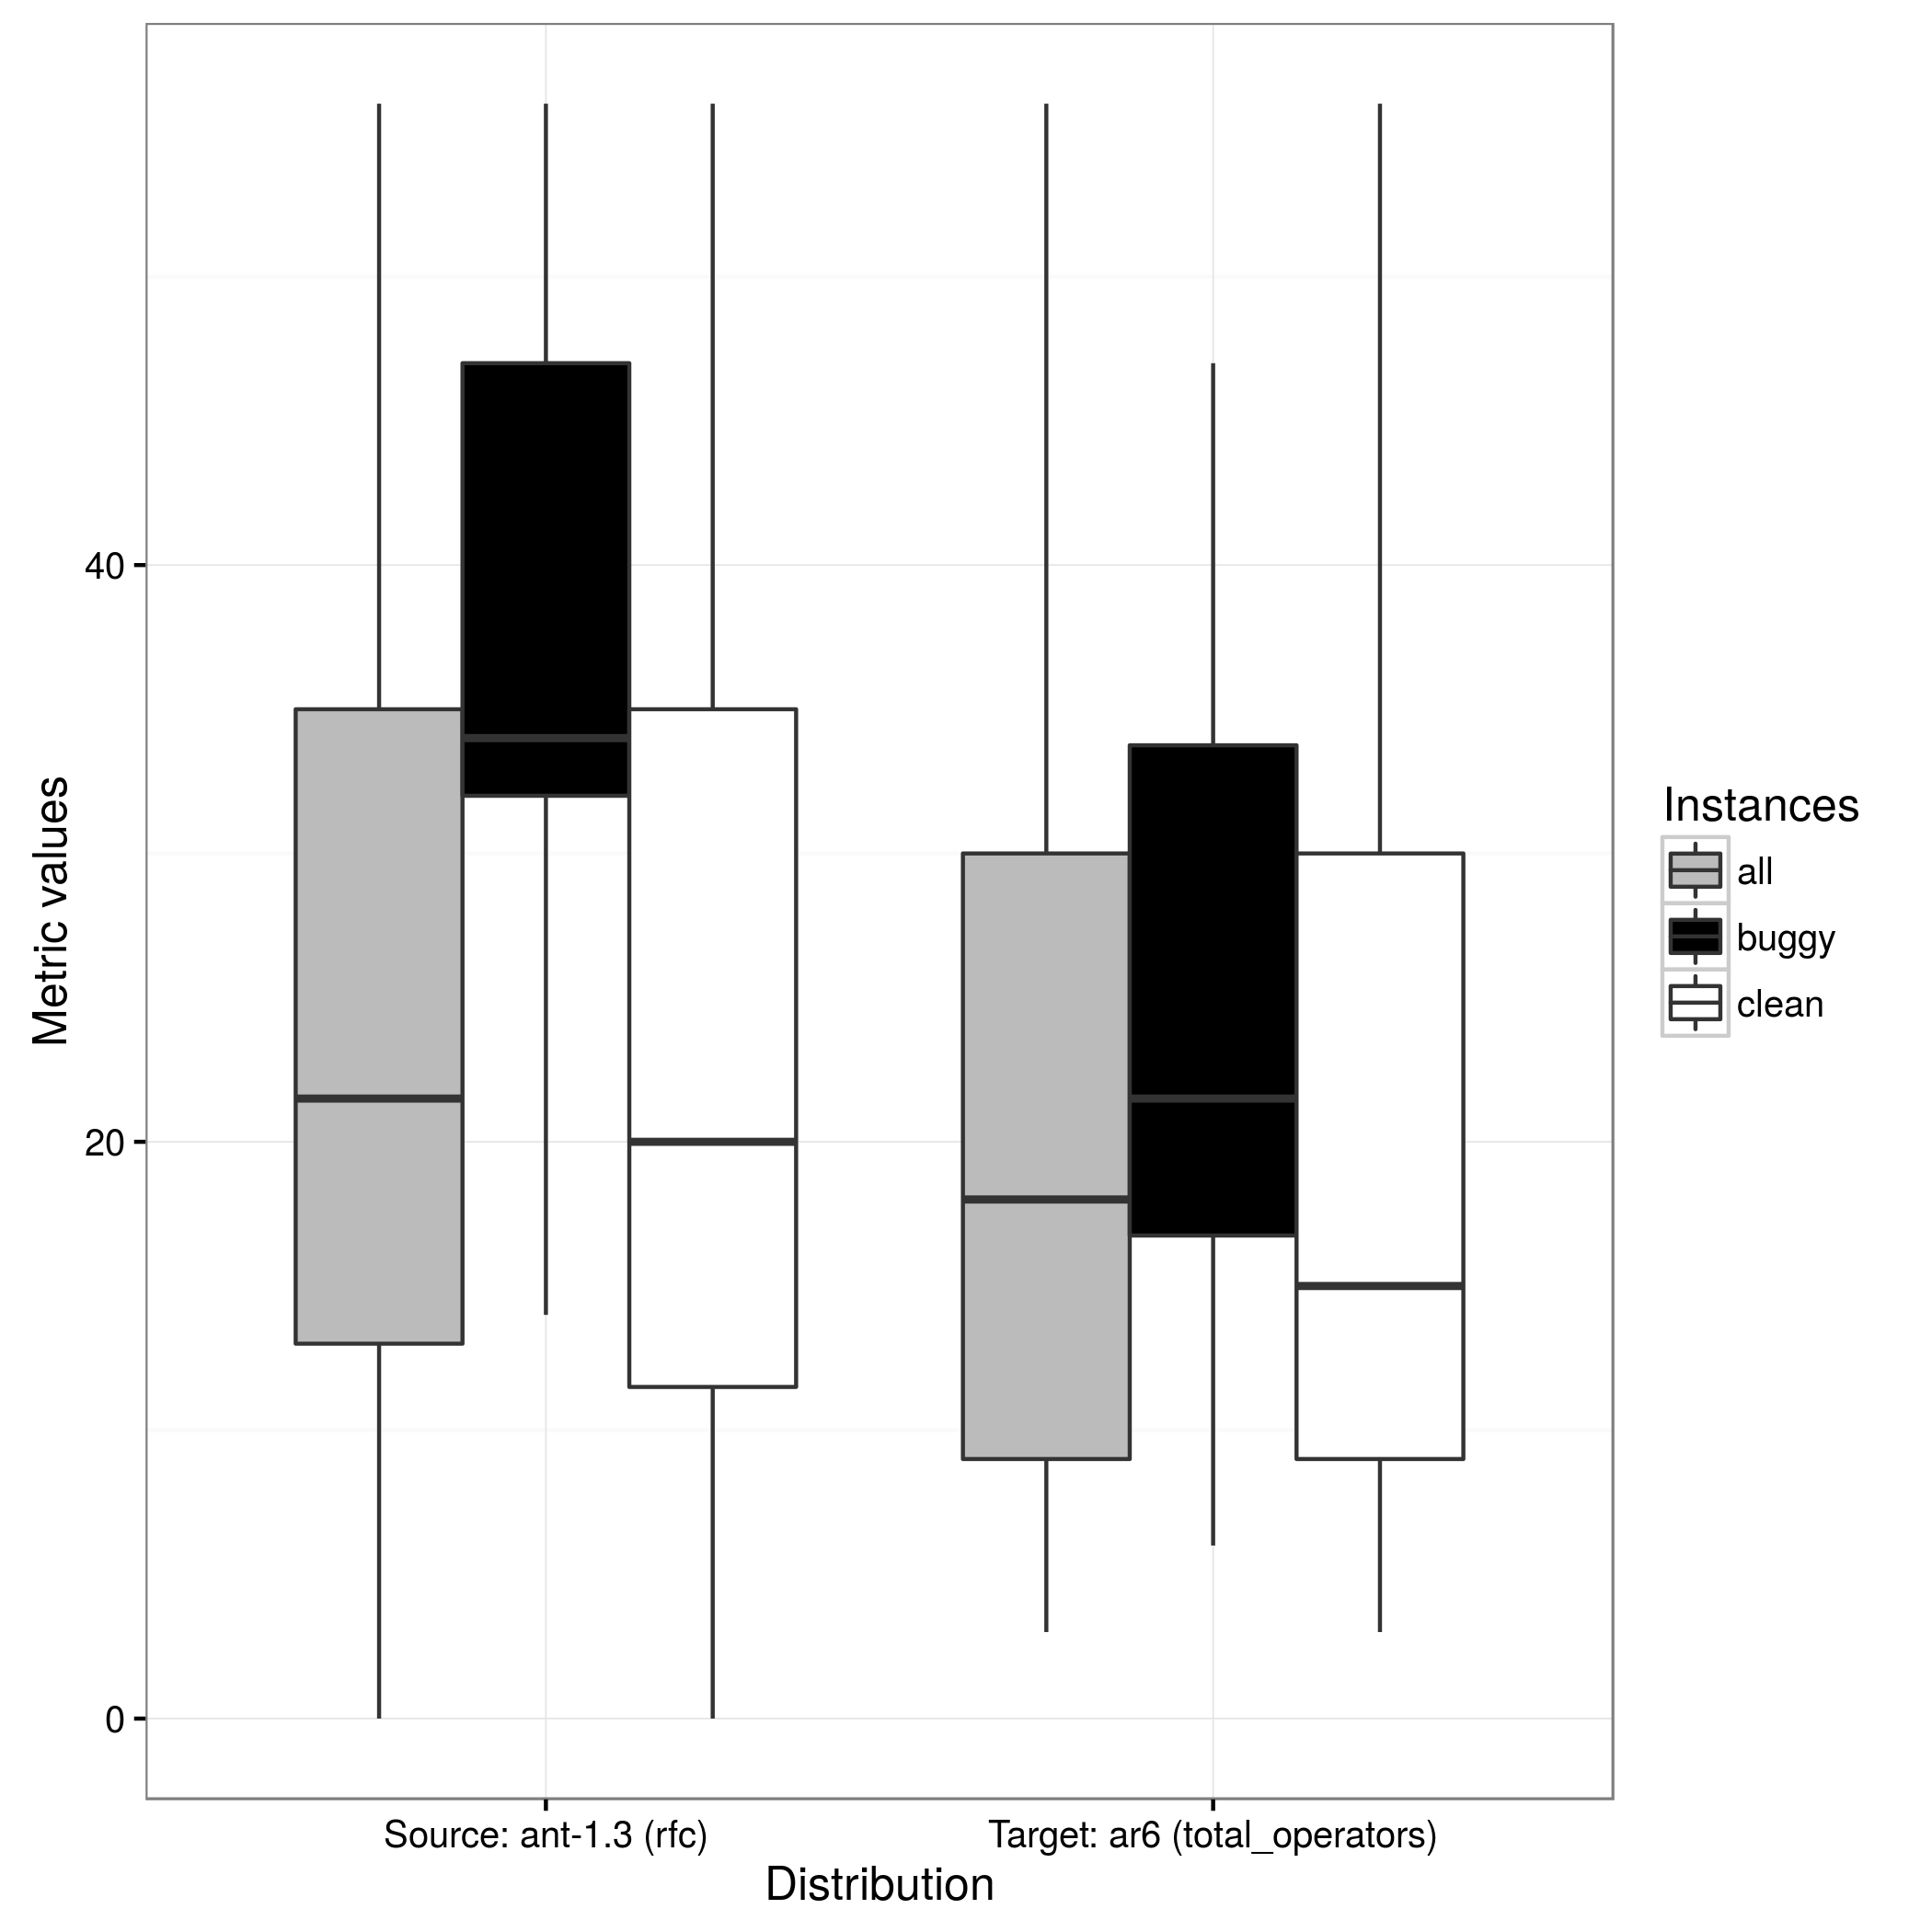 Metric values
40
20
0
Source: ant-1.3 (rfc)
Target: ar6 (total_operators)
Distribution
Instances
all
buggy
clean